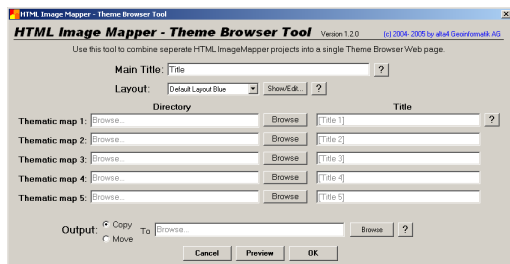 HTML Image Mapper - Theme Browser Tool
HTML Image Mapper - Theme Browser Tool Version 1.2.0 (c) 2004- 2005 by alta4 Geoinformatik AG
Use this tool to combine seperate HTML ImageMapper projects into a single Theme Browser Web page.
Main Title: Title ?
Layout: Default Layout Blue Show/Edit... ?
Directory Title
Thematic map 1: Browse... Browse [Title 1] ?
Thematic map 2: Browse... Browse [Title 2]
Thematic map 3: Browse... Browse [Title 3]
Thematic map 4: Browse... Browse [Title 4]
Thematic map 5: Browse... Browse [Title 5]
Output: Copy To Browse... Browse ?
Move
Cancel Preview OK